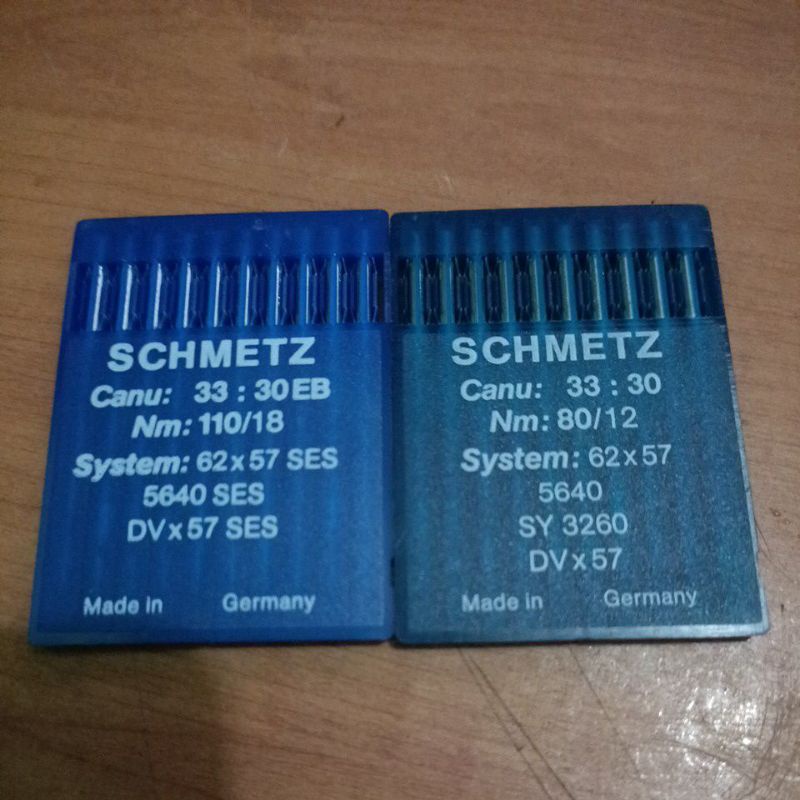 SCHMETZ
Canu: 33 : 30 EB
Nm: 110/18
System: 62 x 57 SES
5640 SES
DV x 57 SES
Made in Germany
SCHMETZ
Canu: 33 : 30
Nm: 80/12
System: 62 x 57
5640
SY 3260
DV x 57
Made in Germany